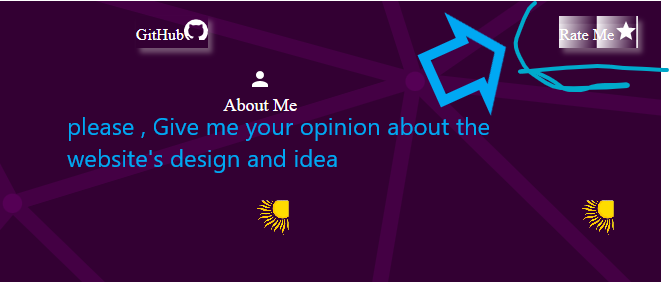 GitHub
Rate Me
About Me
please , Give me your opinion about the
website's design and idea